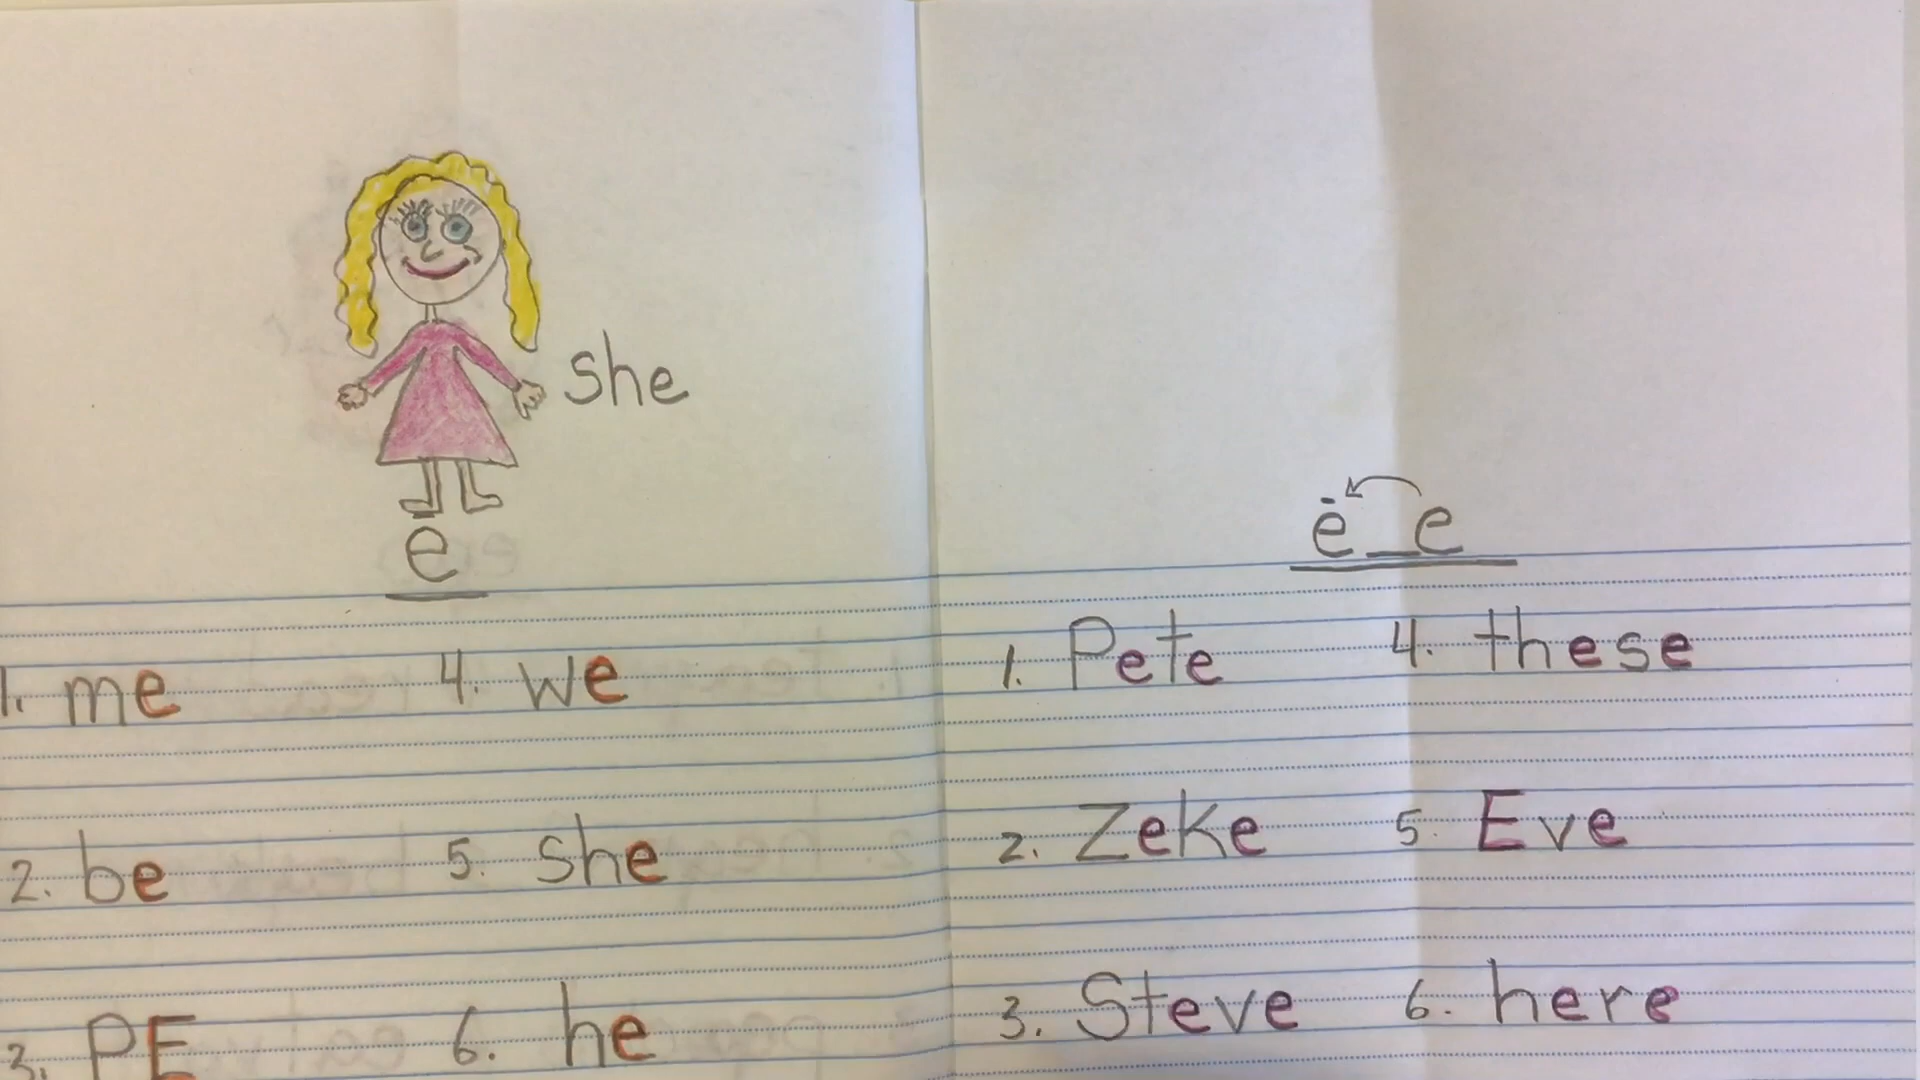 she
ē
1. me 4. we
2. be 5. she
3. PE 6. he
ē_e
1. Pete 4. these
2. Zeke 5. Eve
3. Steve 6. here